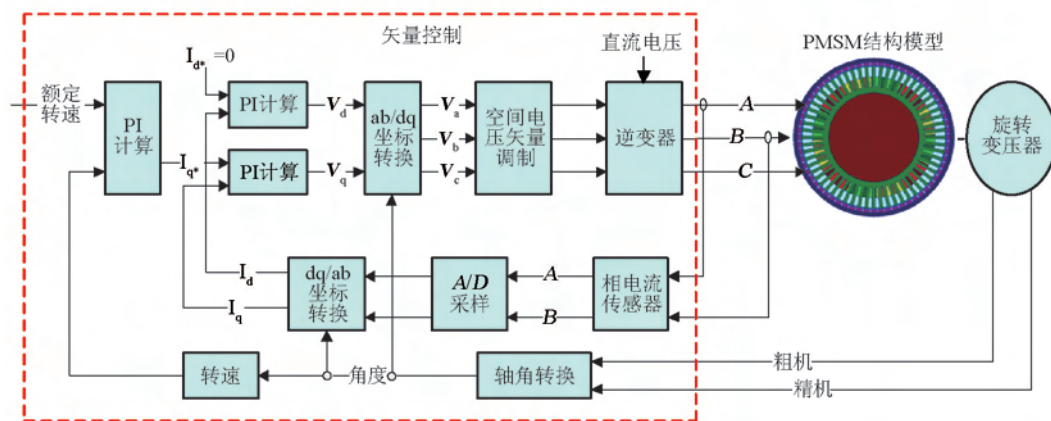 矢量控制
直流电压
PMSM结构模型
I_d* =0
额定
转速
PI
计算
I_q*
PI计算
V_d
PI计算
V_q
ab/dq
坐标
转换
V_a
V_b
V_c
空间电
压矢量
调制
逆变器
A
B
C
旋转
变压器
I_d
I_q
dq/ab
坐标
转换
A/D
采样
A
B
相电流
传感器
转速
角度
轴角转换
粗机
精机